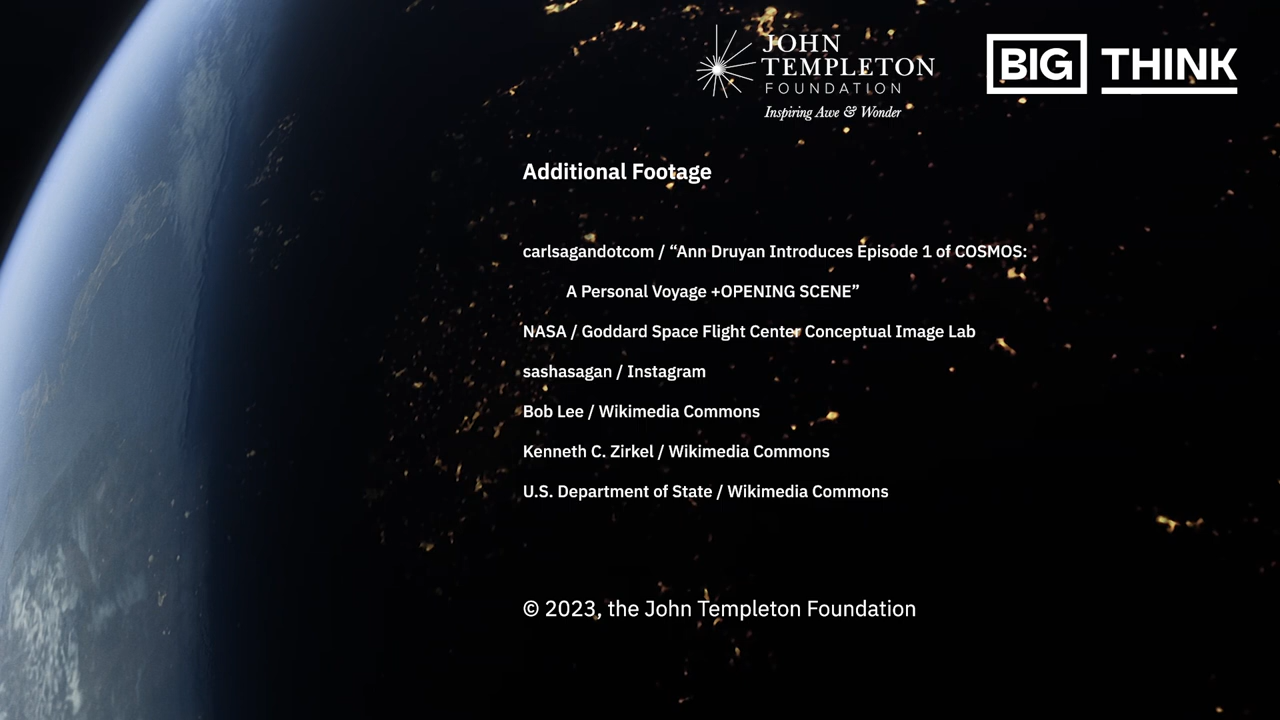 JOHN
TEMPLETON
FOUNDATION
Inspiring Awe & Wonder
BIG THINK
Additional Footage
carlsagandotcom / “Ann Druyan Introduces Episode 1 of COSMOS:
A Personal Voyage +OPENING SCENE”
NASA / Goddard Space Flight Center Conceptual Image Lab
sashasagan / Instagram
Bob Lee / Wikimedia Commons
Kenneth C. Zirkel / Wikimedia Commons
U.S. Department of State / Wikimedia Commons
© 2023, the John Templeton Foundation